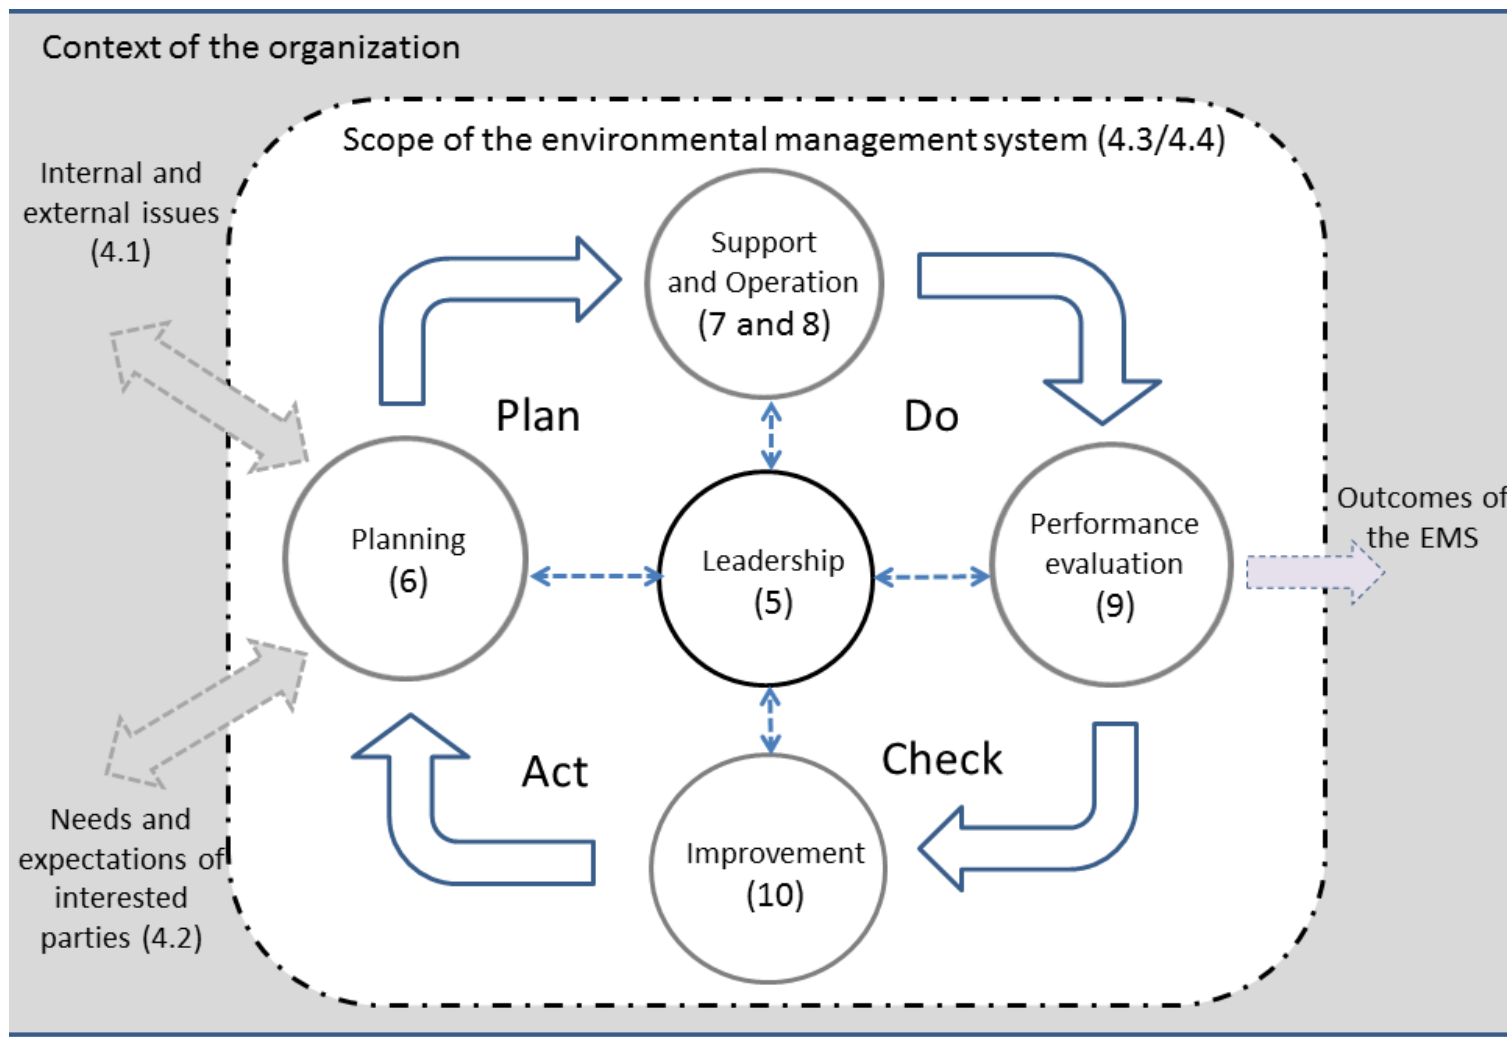 Context of the organization
Scope of the environmental management system (4.3/4.4)
Internal and
external issues
(4.1)
Support
and Operation
(7 and 8)
Plan
Do
Planning
(6)
Leadership
(5)
Performance
evaluation
(9)
Outcomes of
the EMS
Act
Check
Improvement
(10)
Needs and
expectations of
interested
parties (4.2)